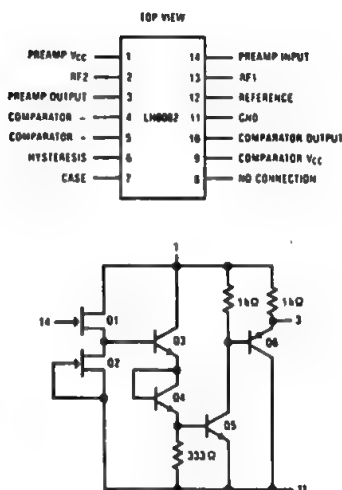 TOP VIEW
PREAMP VCC 1 14 PREAMP INPUT
RF2 2 13 RF1
PREAMP OUTPUT 3 12 REFERENCE
COMPARATOR - 4 LH0082 11 GND
COMPARATOR - 5 10 COMPARATOR OUTPUT
HYSTERESIS 6 9 COMPARATOR VCC
CASE 7 8 NO CONNECTION
1
1kΩ 1kΩ
14 Q1 3
Q3 Q6
Q2
Q4
Q5
333 Ω
11